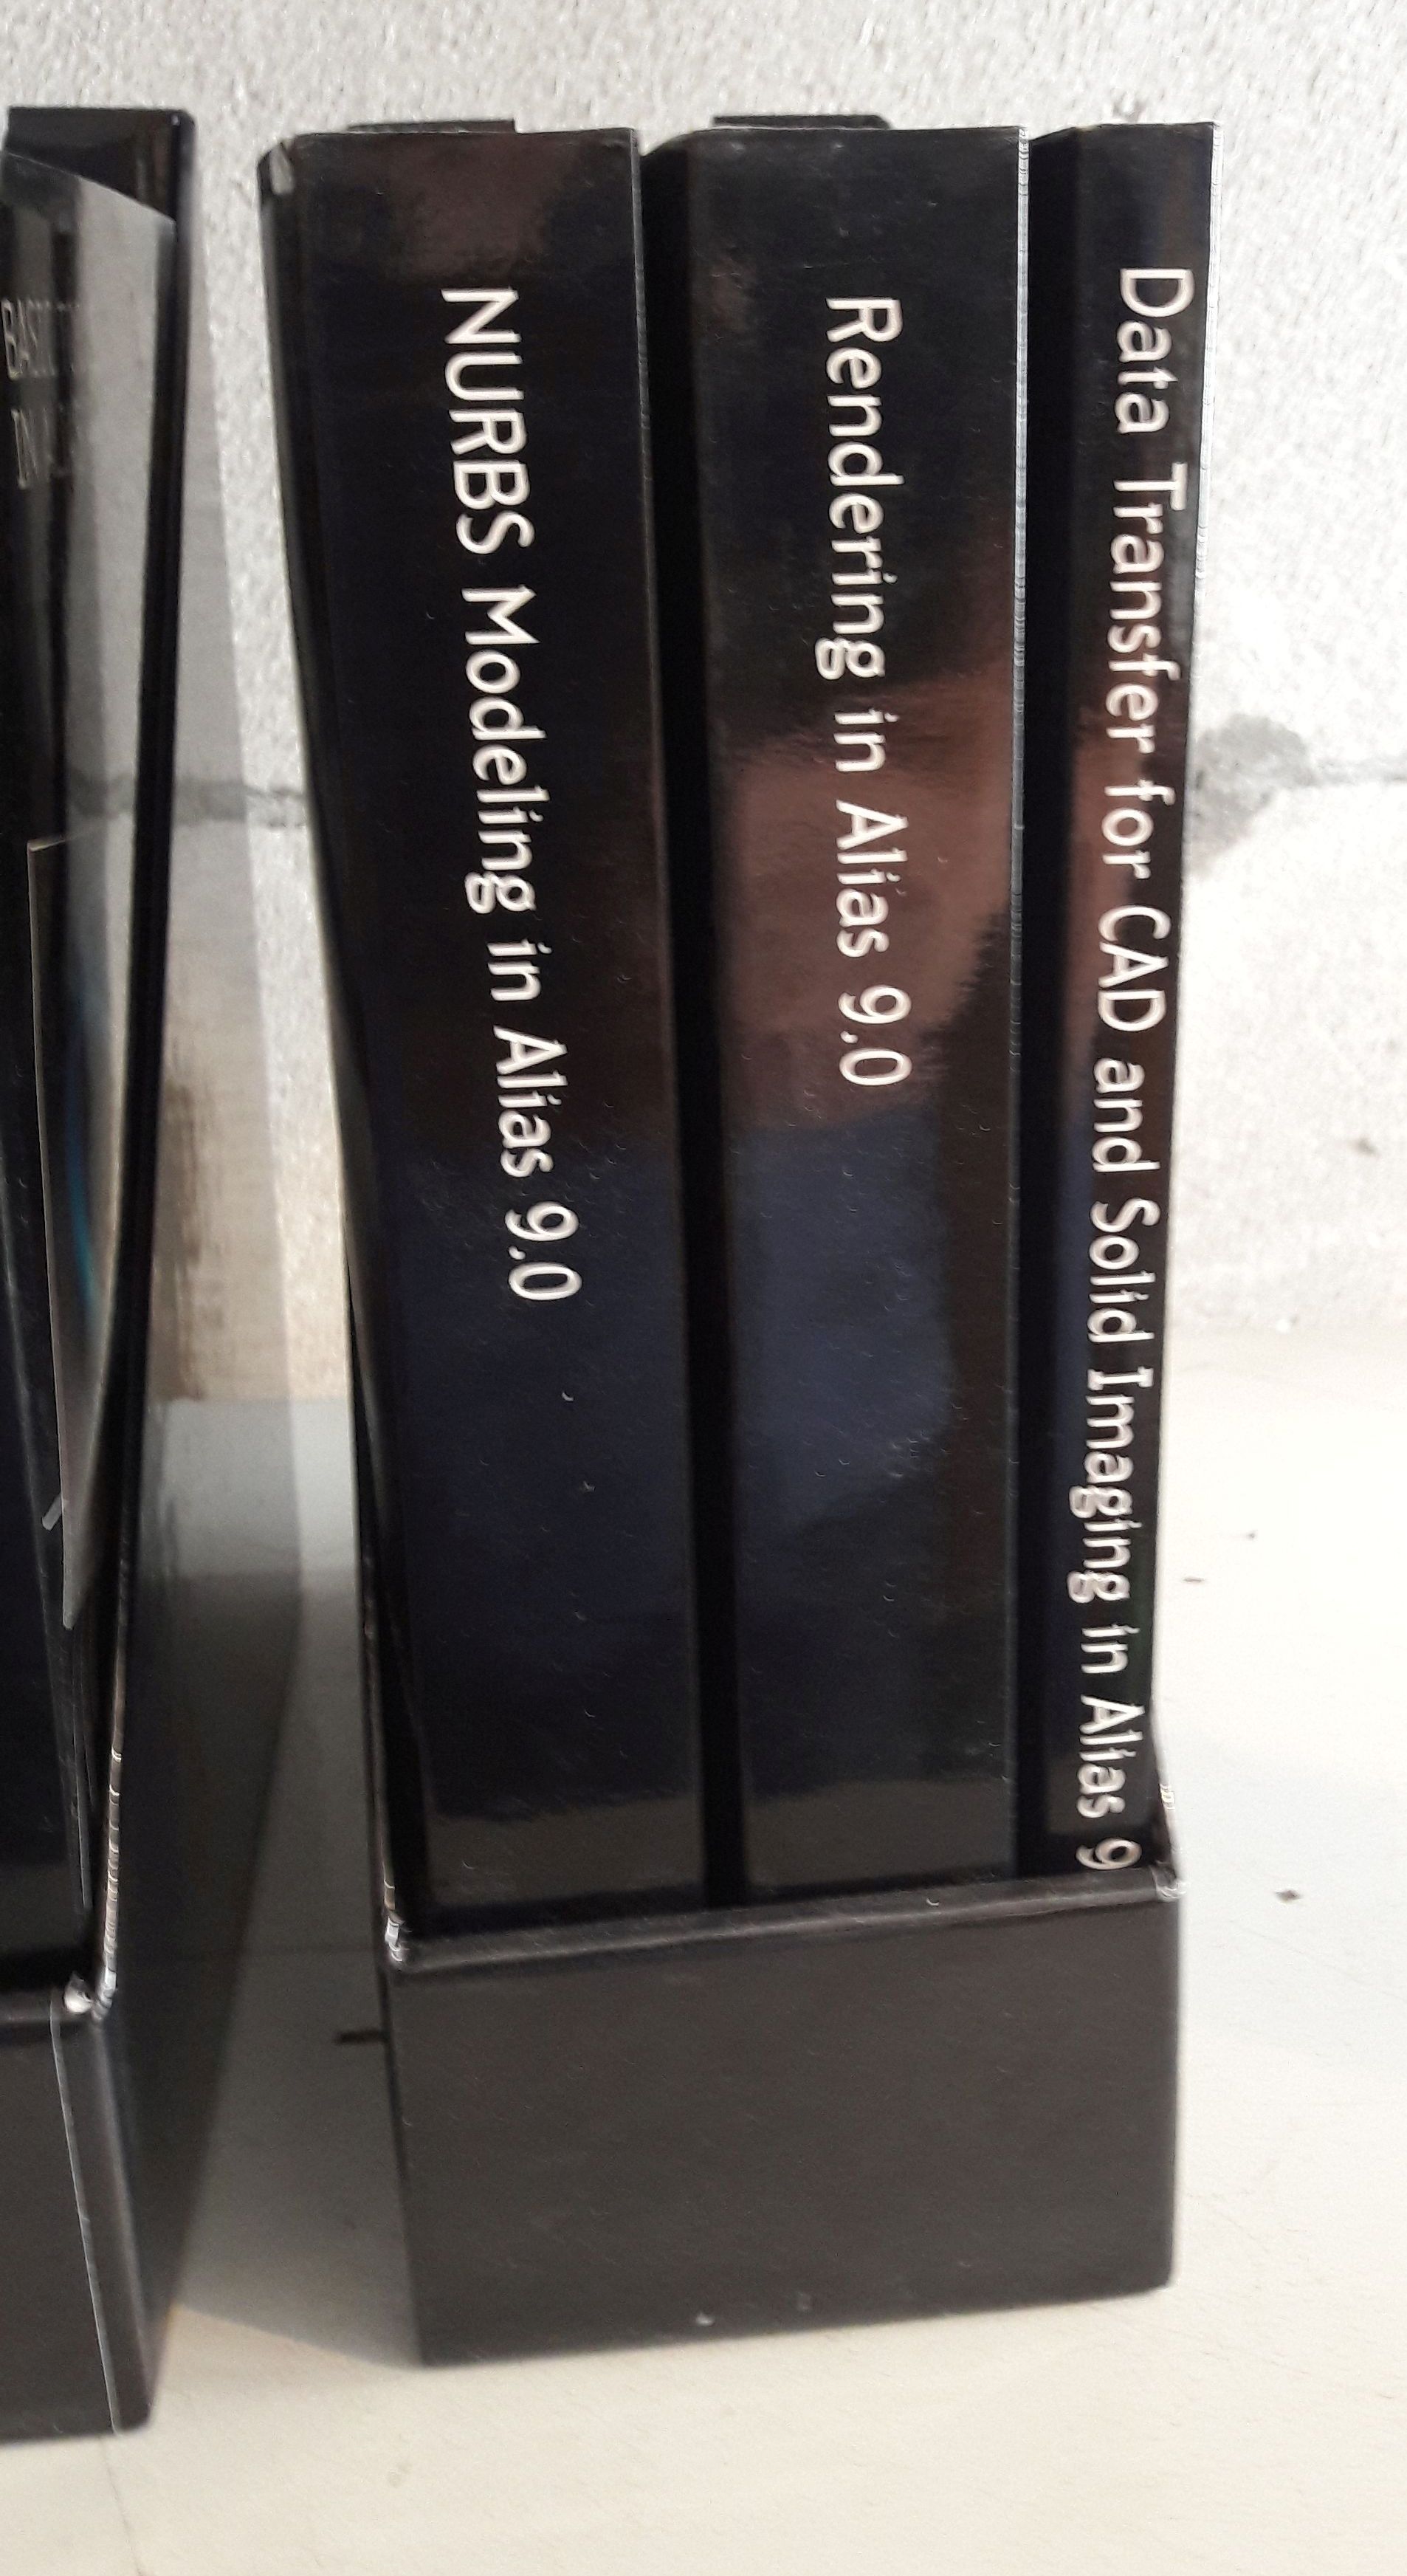 NURBS Modeling in Alias 9.0
Rendering in Alias 9.0
Data Transfer for CAD and Solid Imaging in Alias 9